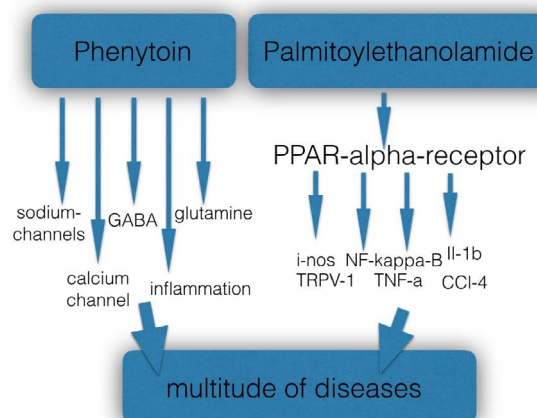 Phenytoin
Palmitoylethanolamide
PPAR-alpha-receptor
sodium-
channels
GABA
glutamine
calcium
channel
inflammation
i-nos
TRPV-1
NF-kappa-B
TNF-a
Il-1b
CCl-4
multitude of diseases